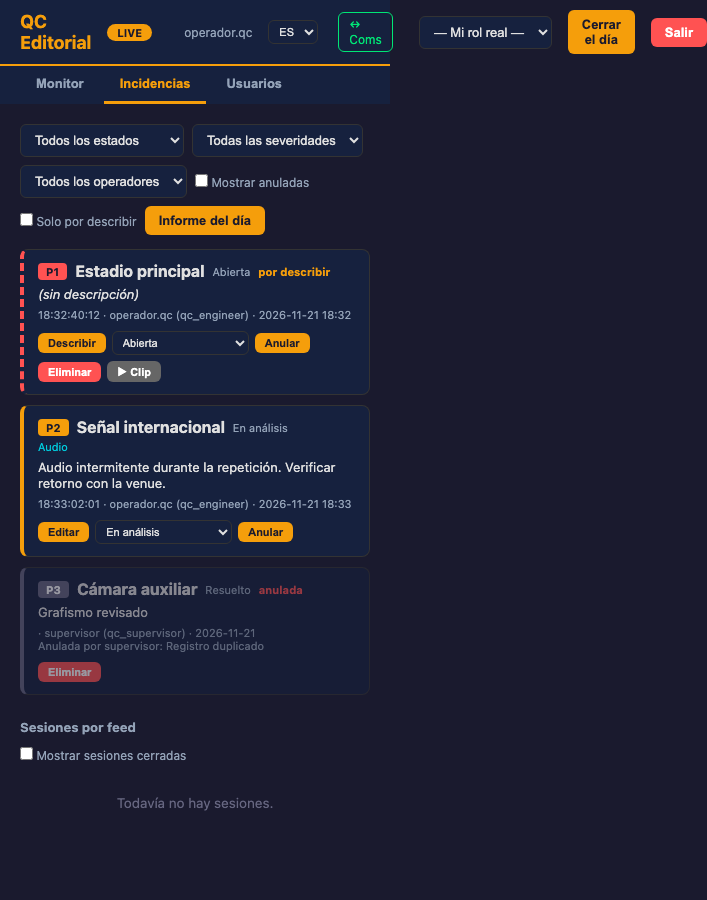 QC
Editorial
LIVE
operador.qc
ES
↔
Coms
— Mi rol real —
Cerrar
el día
Salir
Monitor
Incidencias
Usuarios
Todos los estados
Todas las severidades
Todos los operadores
Mostrar anuladas
Solo por describir
Informe del día
P1 Estadio principal Abierta por describir
(sin descripción)
18:32:40:12 · operador.qc (qc_engineer) · 2026-11-21 18:32
Describir
Abierta
Anular
Eliminar
▶ Clip
P2 Señal internacional En análisis
Audio
Audio intermitente durante la repetición. Verificar
retorno con la venue.
18:33:02:01 · operador.qc (qc_engineer) · 2026-11-21 18:33
Editar
En análisis
Anular
P3 Cámara auxiliar Resuelto anulada
Grafismo revisado
· supervisor (qc_supervisor) · 2026-11-21
Anulada por supervisor: Registro duplicado
Eliminar
Sesiones por feed
Mostrar sesiones cerradas
Todavía no hay sesiones.